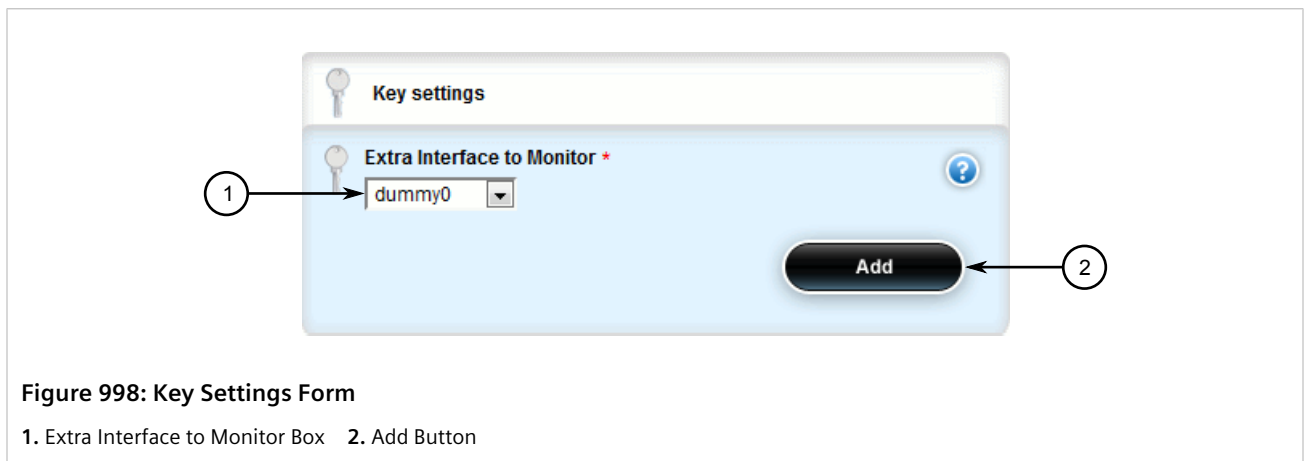 Key settings
Extra Interface to Monitor *
1
dummy0
?
Add
2
Figure 998: Key Settings Form
1. Extra Interface to Monitor Box 2. Add Button